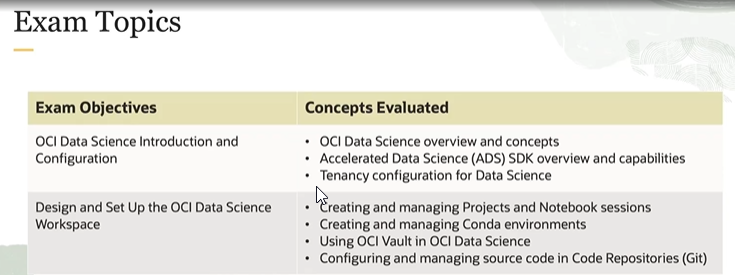 Exam Topics
Exam Objectives
Concepts Evaluated
OCI Data Science Introduction and
Configuration
• OCI Data Science overview and concepts
• Accelerated Data Science (ADS) SDK overview and capabilities
• Tenancy configuration for Data Science
Design and Set Up the OCI Data Science
Workspace
• Creating and managing Projects and Notebook sessions
• Creating and managing Conda environments
• Using OCI Vault in OCI Data Science
• Configuring and managing source code in Code Repositories (Git)